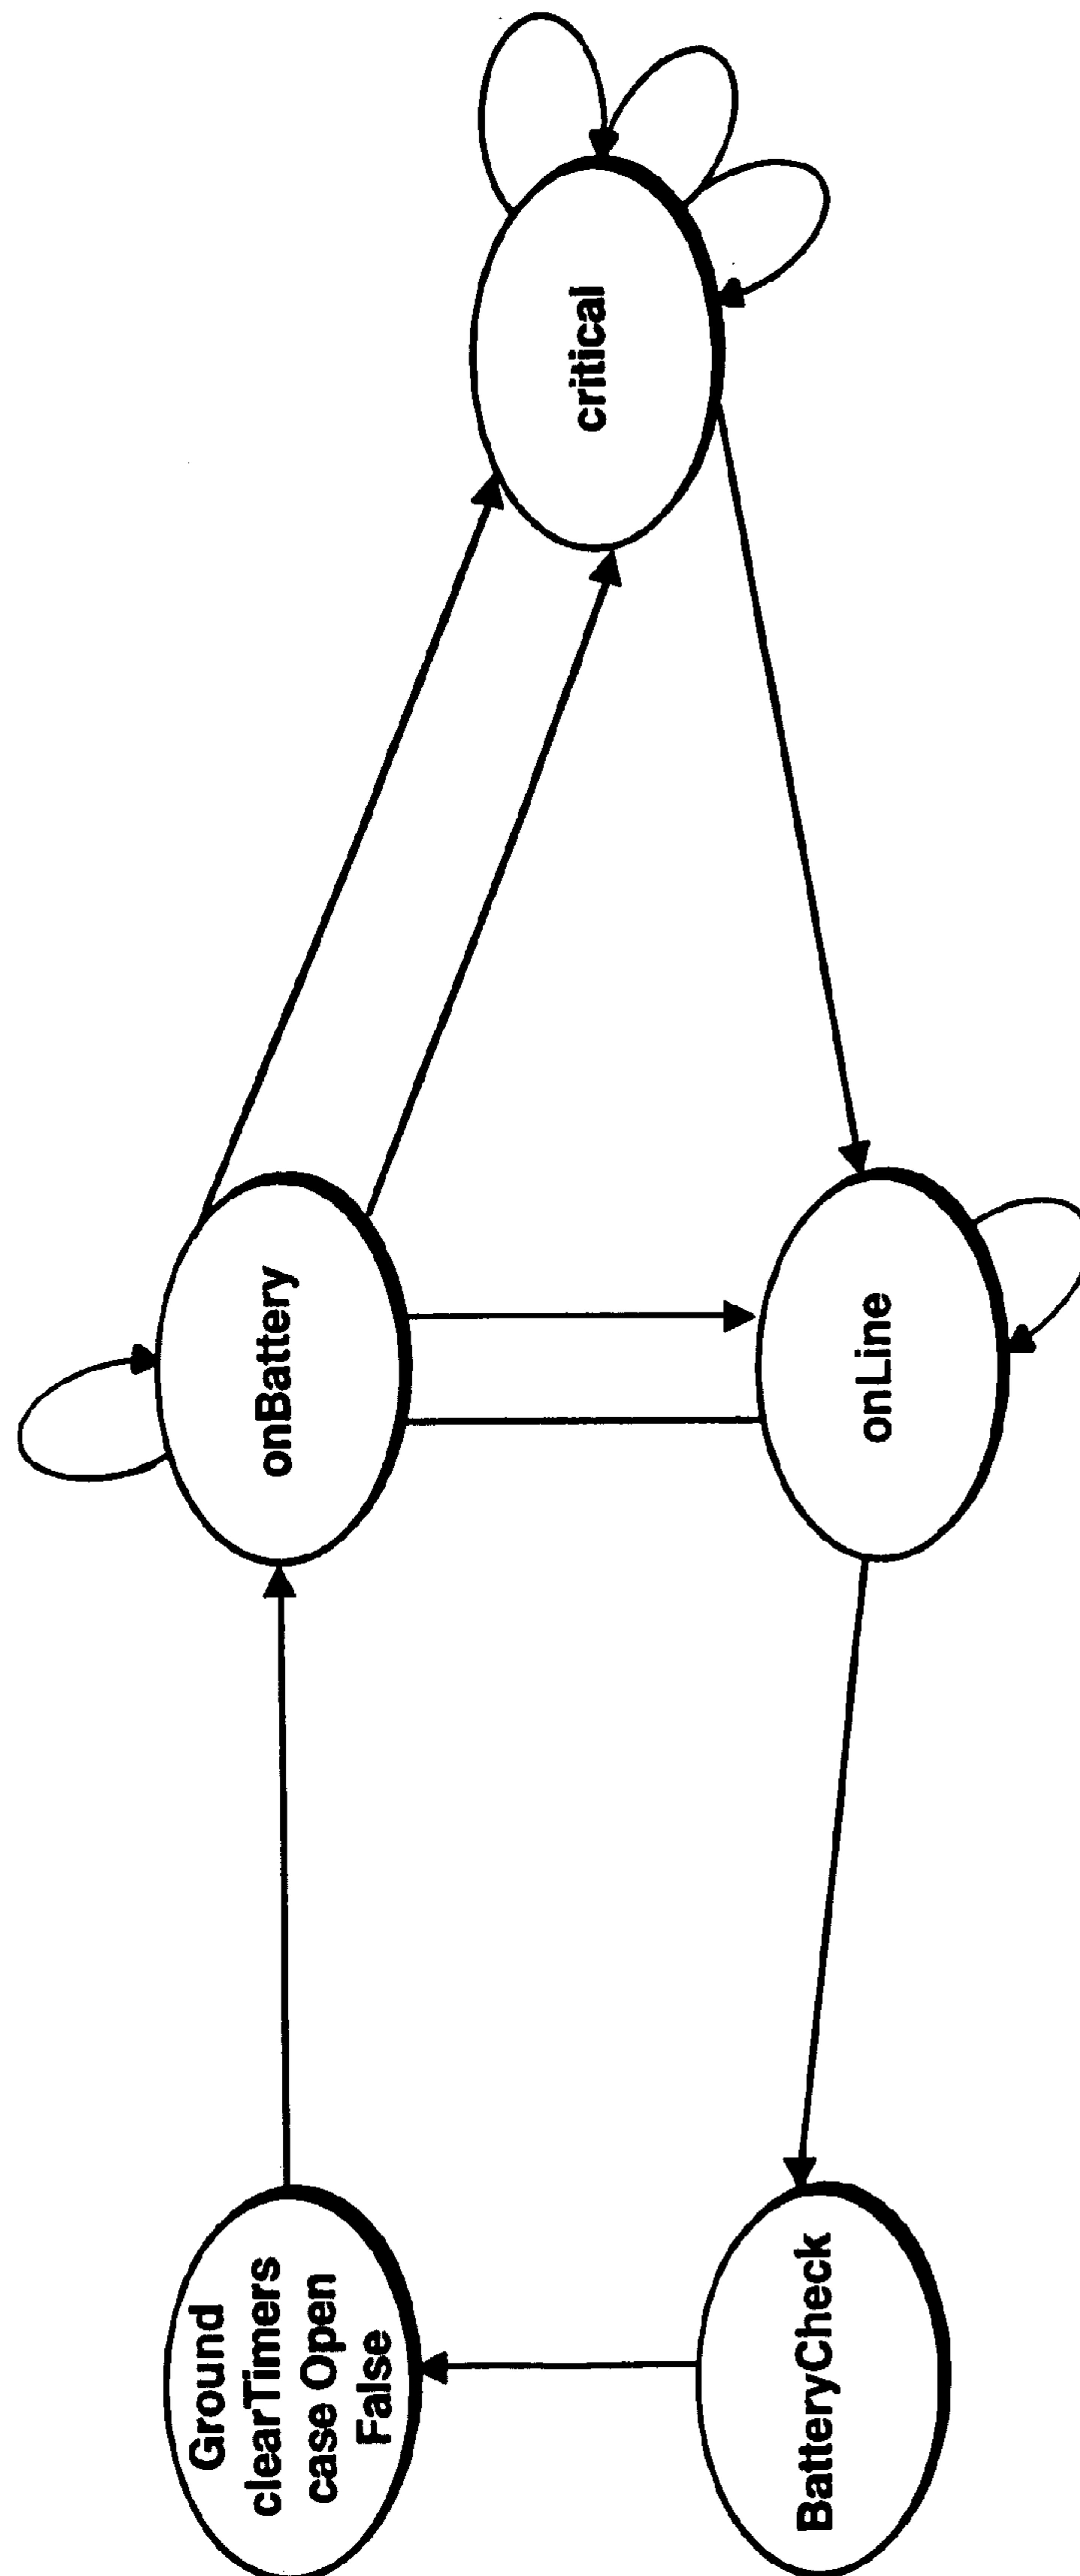 Ground
clearTimers
case Open
False
onBattery
critical
BatteryCheck
onLine